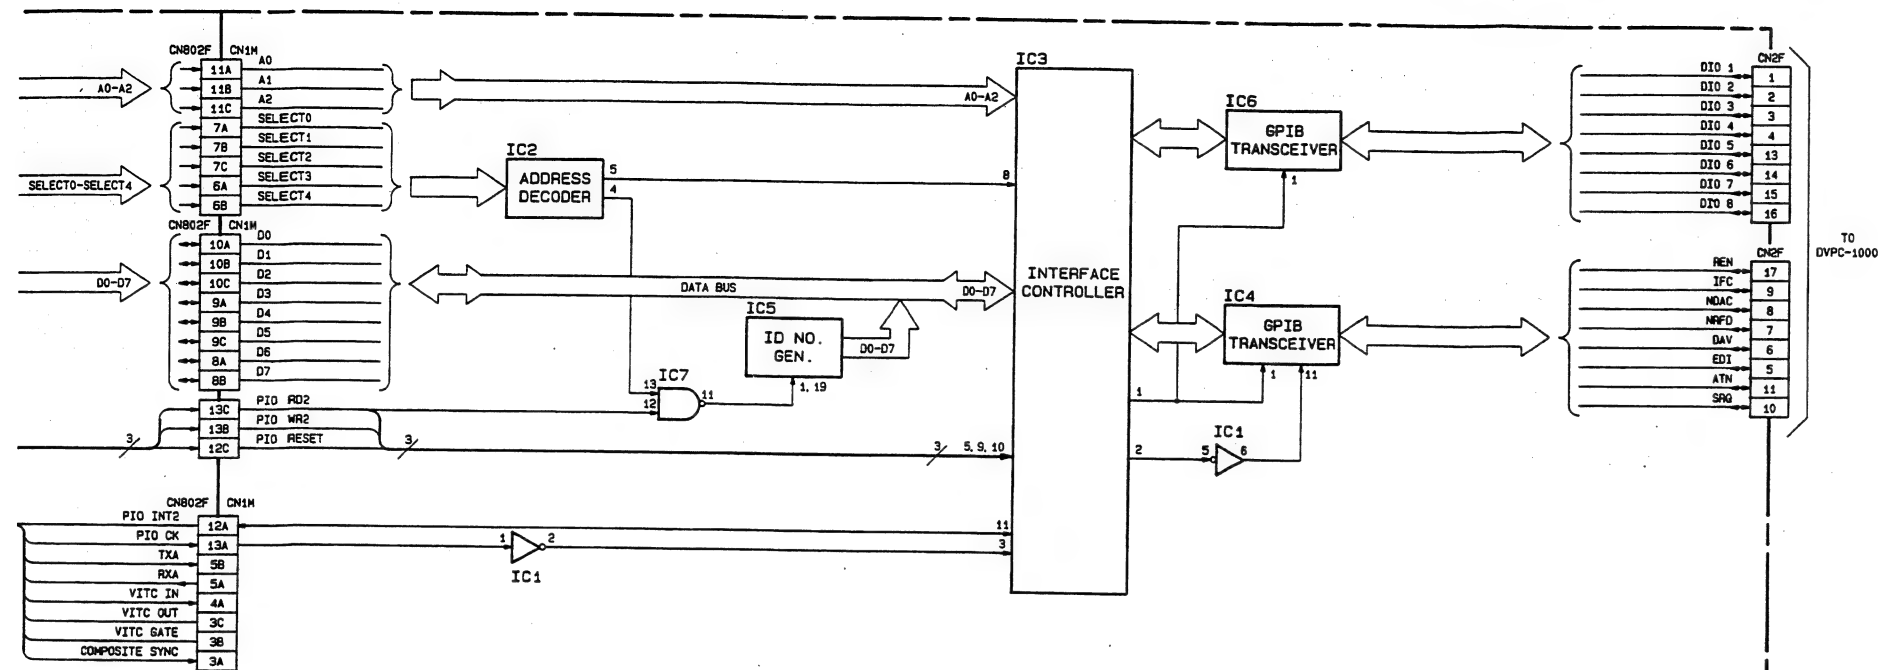 CN802F CN1M
A0-A2
11A A0
11B A1
11C A2
7A SELECT0
7B SELECT1
7C SELECT2
6A SELECT3
6B SELECT4
SELECT0-SELECT4
CN802F CN1M
10A D0
10B D1
10C D2
9A D3
9B D4
9C D5
8A D6
8B D7
D0-D7
13C PIO RD2
13B PIO WR2
12C PIO RESET
3
3
CN802F CN1M
PIO INT2 12A
PIO CK 13A
TXA 5B
RXA 5A
VITC IN 4A
VITC OUT 3C
VITC GATE 3B
COMPOSITE SYNC 3A
IC2
ADDRESS
DECODER
5
4
DATA BUS
D0-D7
IC5
ID NO.
GEN.
D0-D7
1, 19
IC7
13
12
11
1
2
IC1
IC3
A0-A2
8
INTERFACE
CONTROLLER
3
5, 9, 10
11
3
1
2
IC6
GPIB
TRANSCEIVER
1
IC4
GPIB
TRANSCEIVER
1
11
IC1
5
6
CN2F
DIO 1 1
DIO 2 2
DIO 3 3
DIO 4 4
DIO 5 13
DIO 6 14
DIO 7 15
DIO 8 16
CN2F
REN 17
IFC 9
NDAC 8
NRFD 7
DAV 6
EDI 5
ATN 11
SRQ 10
TO
DVPC-1000